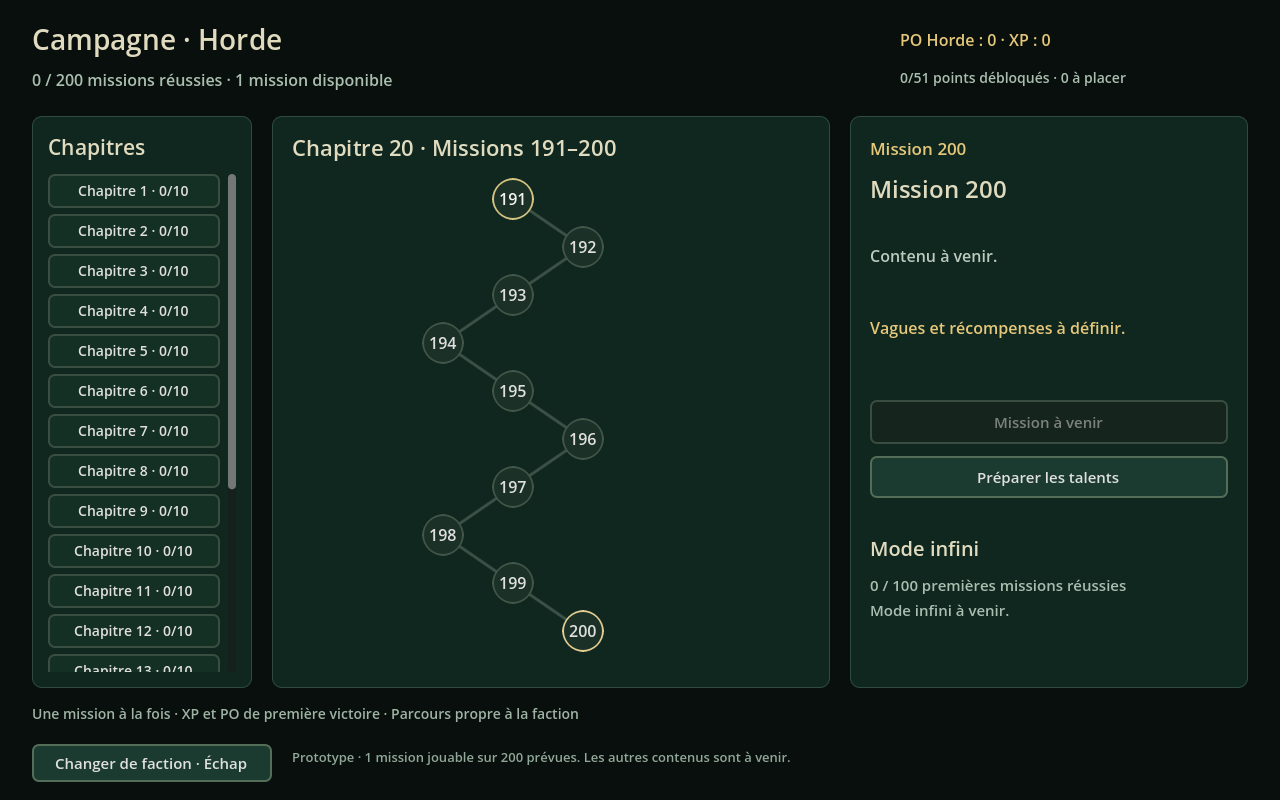 Campagne · Horde
0 / 200 missions réussies · 1 mission disponible
PO Horde : 0 · XP : 0
0/51 points débloqués · 0 à placer
Chapitres
Chapitre 1 · 0/10
Chapitre 2 · 0/10
Chapitre 3 · 0/10
Chapitre 4 · 0/10
Chapitre 5 · 0/10
Chapitre 6 · 0/10
Chapitre 7 · 0/10
Chapitre 8 · 0/10
Chapitre 9 · 0/10
Chapitre 10 · 0/10
Chapitre 11 · 0/10
Chapitre 12 · 0/10
Chapitre 13 · 0/10
Chapitre 20 · Missions 191–200
191
192
193
194
195
196
197
198
199
200
Mission 200
Mission 200
Contenu à venir.
Vagues et récompenses à définir.
Mission à venir
Préparer les talents
Mode infini
0 / 100 premières missions réussies
Mode infini à venir.
Une mission à la fois · XP et PO de première victoire · Parcours propre à la faction
Changer de faction · Échap
Prototype · 1 mission jouable sur 200 prévues. Les autres contenus sont à venir.